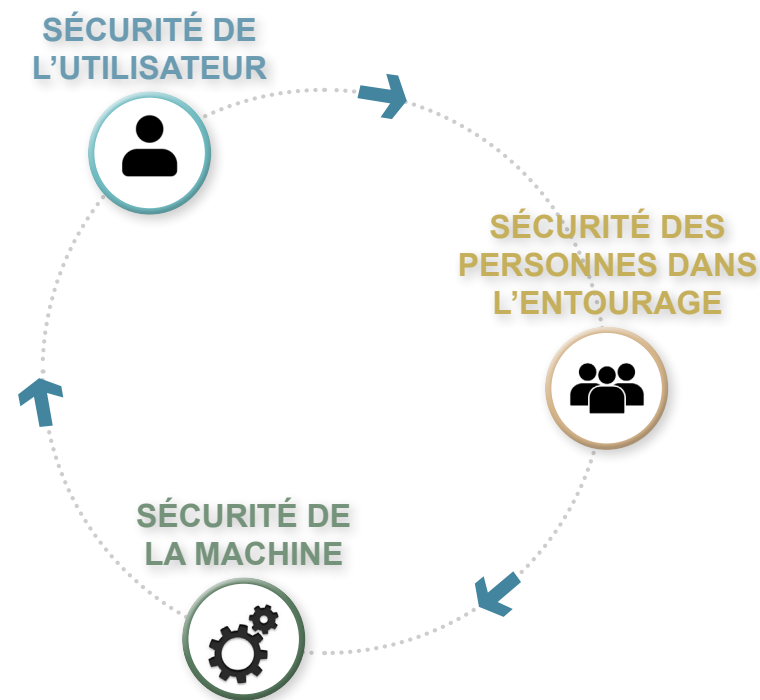 SÉCURITÉ DE
L’UTILISATEUR
SÉCURITÉ DES
PERSONNES DANS
L’ENTOURAGE
SÉCURITÉ DE
LA MACHINE